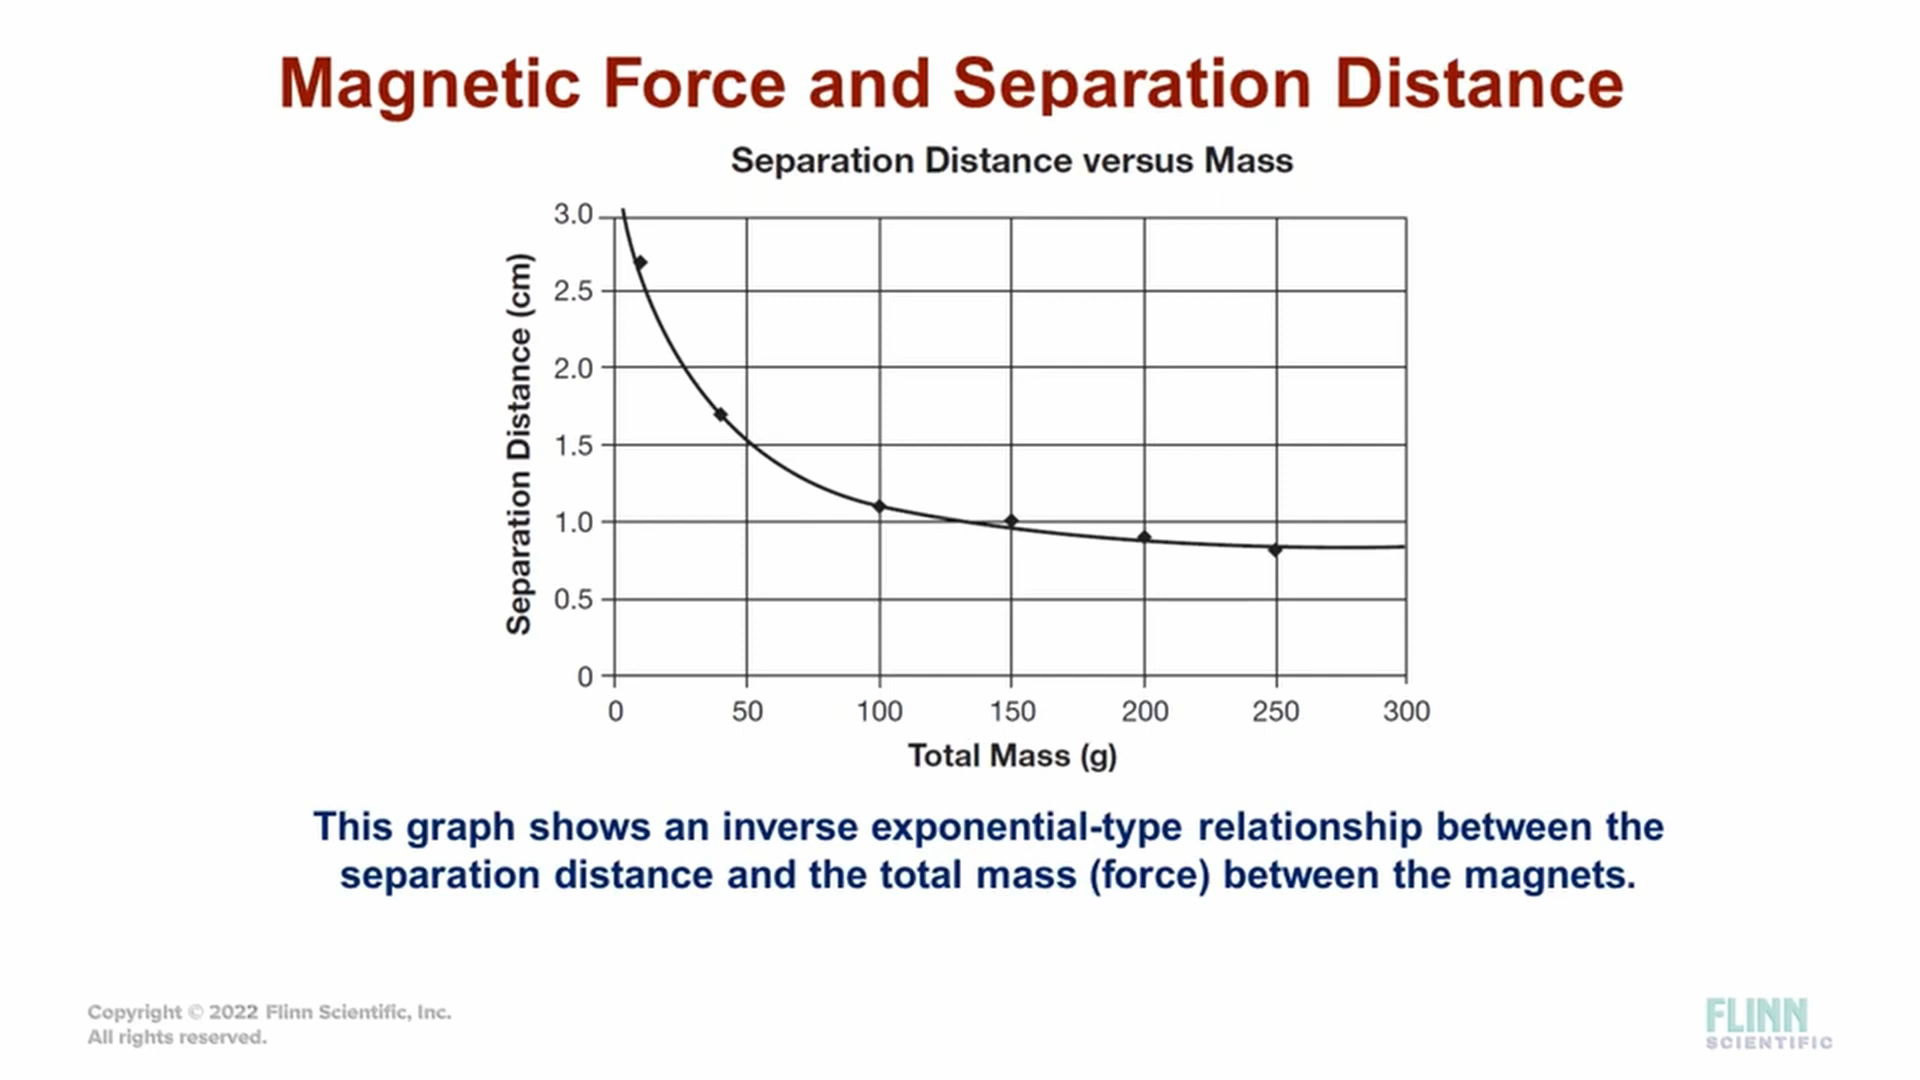 Magnetic Force and Separation Distance
Separation Distance versus Mass
Separation Distance (cm)
3.0
2.5
2.0
1.5
1.0
0.5
0
0 50 100 150 200 250 300
Total Mass (g)
This graph shows an inverse exponential-type relationship between the
separation distance and the total mass (force) between the magnets.
Copyright © 2022 Flinn Scientific, Inc.
All rights reserved.
FLINN
SCIENTIFIC